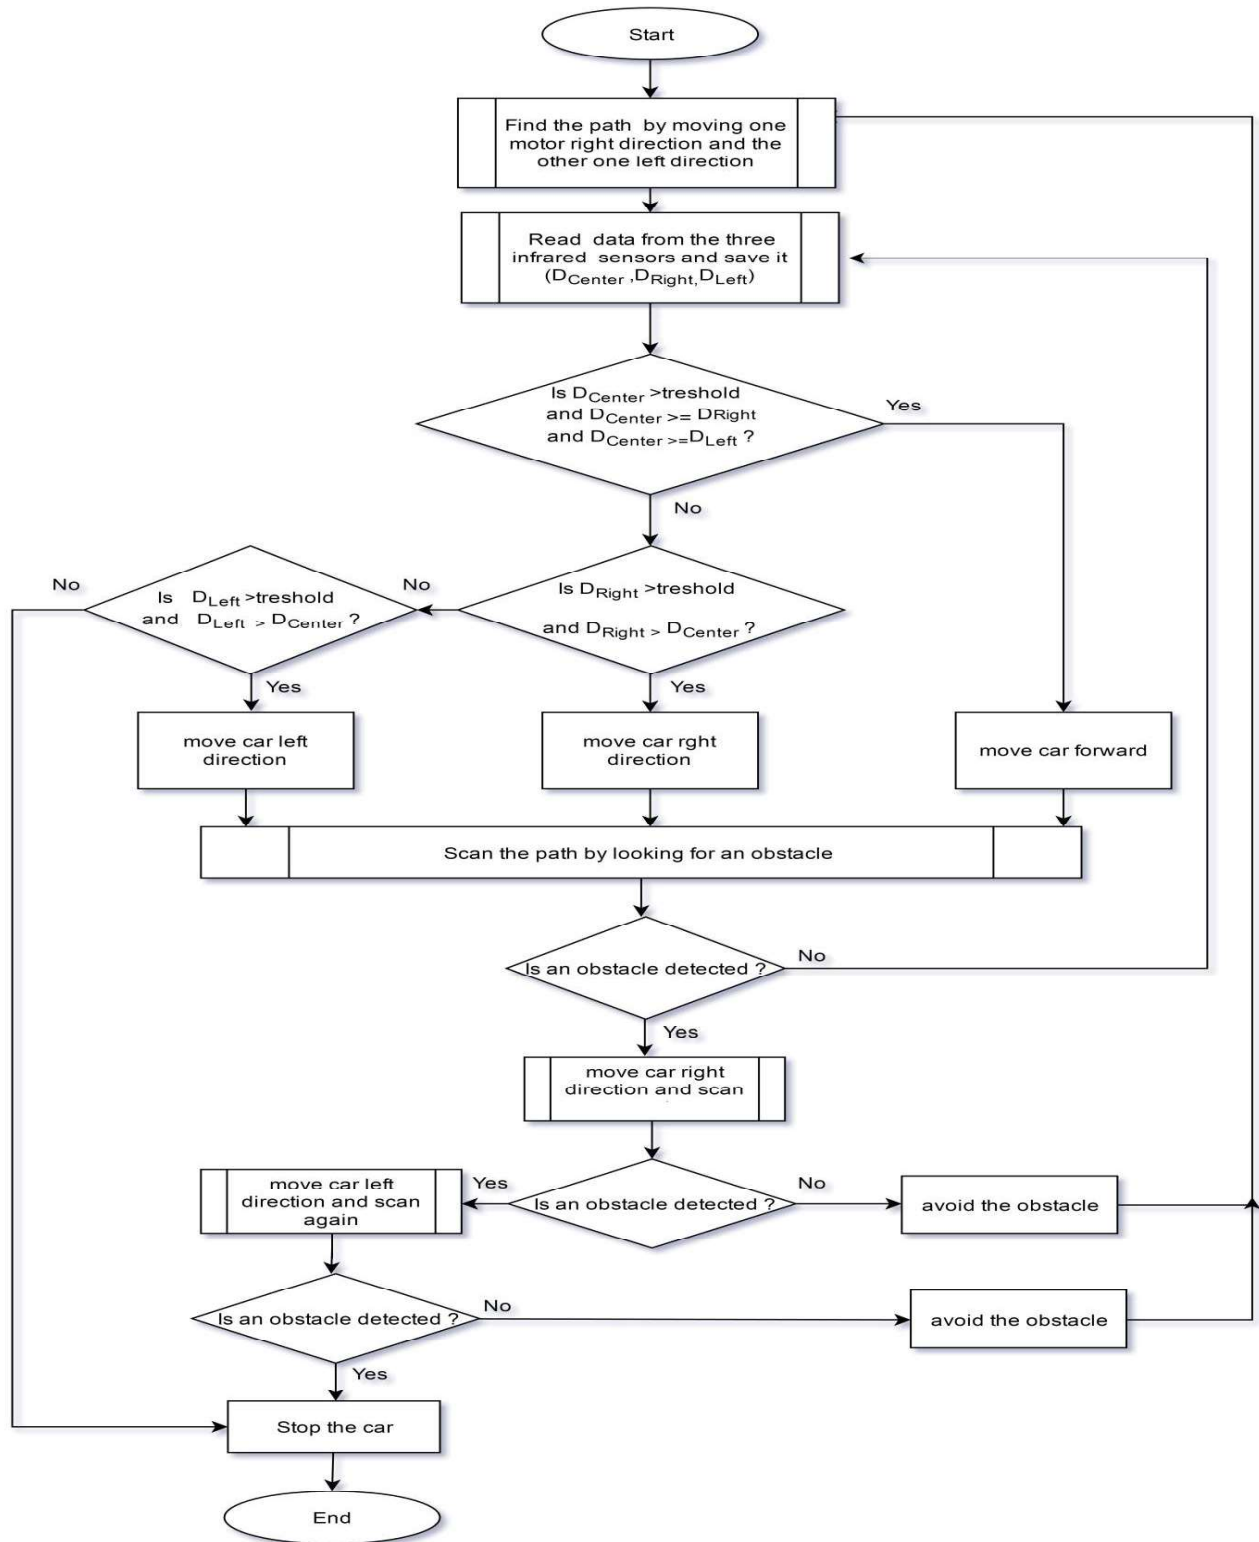 Start
Find the path by moving one
motor right direction and the
other one left direction
Read data from the three
infrared sensors and save it
(DCenter ,DRight,DLeft)
Is DCenter >treshold
and DCenter >= DRight
and DCenter >=DLeft ?
Yes
No
Is DRight >treshold
and DRight > DCenter ?
No
Is DLeft >treshold
and DLeft > DCenter ?
No
Yes
Yes
move car left
direction
move car rght
direction
move car forward
Scan the path by looking for an obstacle
Is an obstacle detected ?
No
Yes
move car right
direction and scan
Is an obstacle detected ?
Yes
No
move car left
direction and scan
again
avoid the obstacle
Is an obstacle detected ?
No
avoid the obstacle
Yes
Stop the car
End